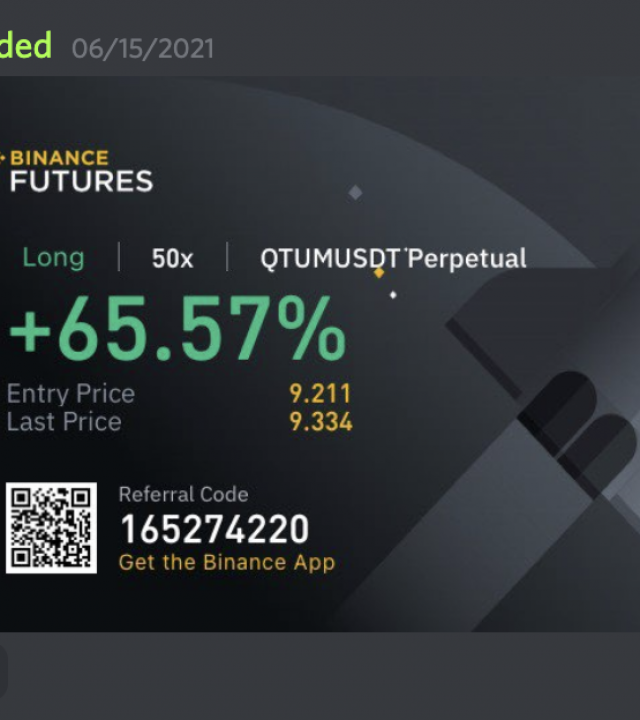 ded 06/15/2021
BINANCE
FUTURES
Long | 50x | QTUMUSDT Perpetual
+65.57%
Entry Price 9.211
Last Price 9.334
Referral Code
165274220
Get the Binance App